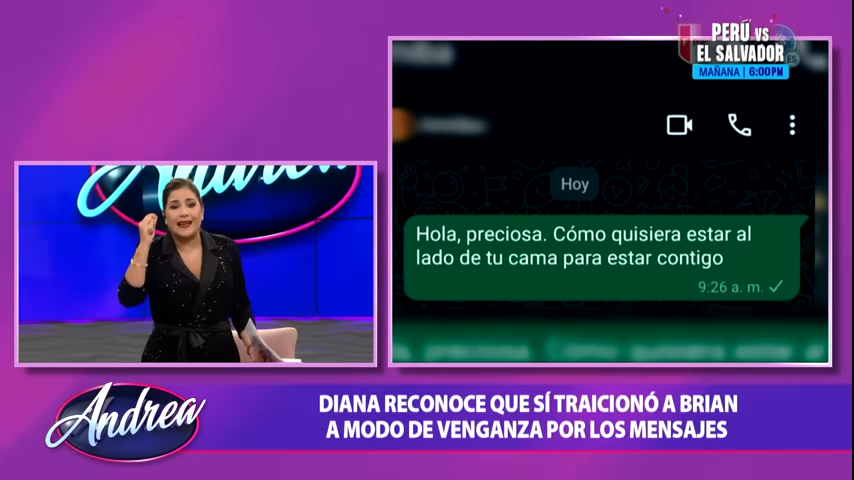 PERÚ vs
EL SALVADOR
MAÑANA | 6:00PM
Hoy
Hola, preciosa. Cómo quisiera estar al
lado de tu cama para estar contigo
9:26 a. m.
Andrea
Andrea
DIANA RECONOCE QUE SÍ TRAICIONÓ A BRIAN
A MODO DE VENGANZA POR LOS MENSAJES